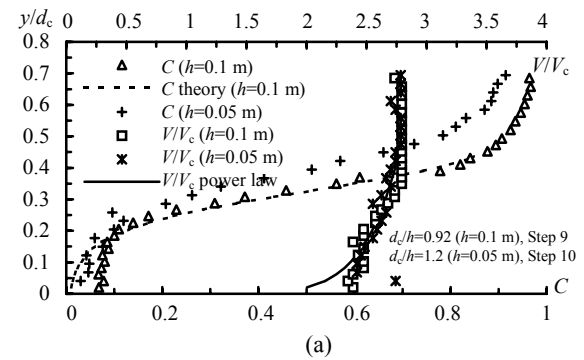 y/dc
0 0.5 1 1.5 2 2.5 3 3.5 4
V/Vc
0.8
0.7
0.6
0.5
0.4
0.3
0.2
0.1
0
C (h=0.1 m)
C theory (h=0.1 m)
C (h=0.05 m)
V/Vc (h=0.1 m)
V/Vc (h=0.05 m)
V/Vc power law
dc/h=0.92 (h=0.1 m), Step 9
dc/h=1.2 (h=0.05 m), Step 10
C
0 0.2 0.4 0.6 0.8 1
(a)